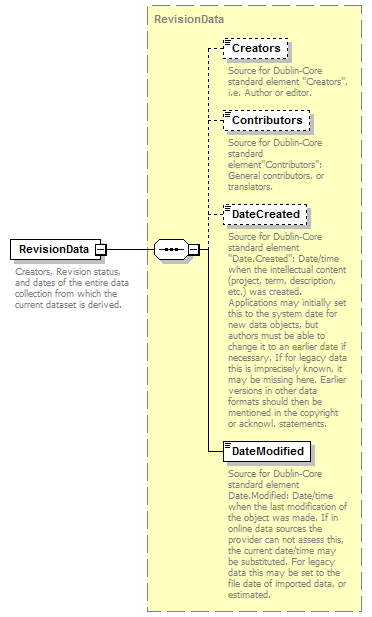 RevisionData
Creators
Source for Dublin-Core
standard element "Creators",
i.e. Author or editor.
Contributors
Source for Dublin-Core
standard
element"Contributors":
General contributors, or
translators.
DateCreated
Source for Dublin-Core
standard element
"Date.Created": Date/time
when the intellectual content
(project, term, description,
etc.) was created.
Applications may initially set
this to the system date for
new data objects, but
authors must be able to
change it to an earlier date if
necessary. If for legacy data
this is imprecisely known, it
may be missing here. Earlier
versions in other data
formats should then be
mentioned in the copyright
or acknowl. statements.
RevisionData
Creators, Revision status,
and dates of the entire data
collection from which the
current dataset is derived.
DateModified
Source for Dublin-Core
standard element
Date.Modified: Date/time
when the last modification of
the object was made. If in
online data sources the
provider can not assess this,
the current date/time may
be substituted. For legacy
data this may be set to the
file date of imported data, or
estimated.